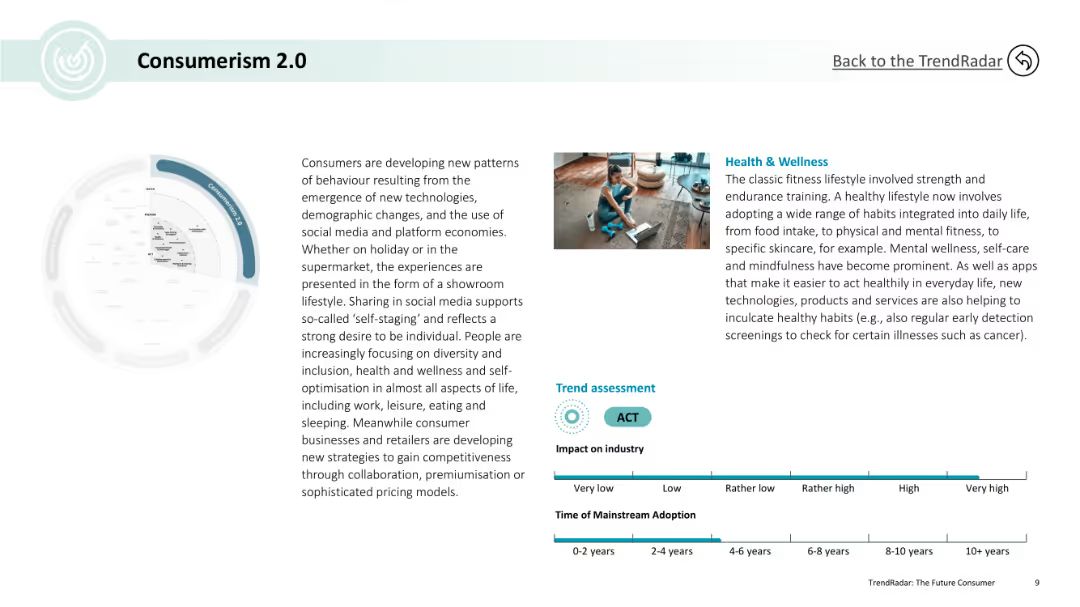 Consumerism 2.0
Back to the TrendRadar
Consumerism 2.0
Consumers are developing new patterns
of behaviour resulting from the
emergence of new technologies,
demographic changes, and the use of
social media and platform economies.
Whether on holiday or in the
supermarket, the experiences are
presented in the form of a showroom
lifestyle. Sharing in social media supports
so-called ‘self-staging’ and reflects a
strong desire to be individual. People are
increasingly focusing on diversity and
inclusion, health and wellness and self-
optimisation in almost all aspects of life,
including work, leisure, eating and
sleeping. Meanwhile consumer
businesses and retailers are developing
new strategies to gain competitiveness
through collaboration, premiumisation or
sophisticated pricing models.
Health & Wellness
The classic fitness lifestyle involved strength and
endurance training. A healthy lifestyle now involves
adopting a wide range of habits integrated into daily life,
from food intake, to physical and mental fitness, to
specific skincare, for example. Mental wellness, self-care
and mindfulness have become prominent. As well as apps
that make it easier to act healthily in everyday life, new
technologies, products and services are also helping to
inculcate healthy habits (e.g., also regular early detection
screenings to check for certain illnesses such as cancer).
Trend assessment
ACT
Impact on industry
Very low Low Rather low Rather high High Very high
Time of Mainstream Adoption
0-2 years 2-4 years 4-6 years 6-8 years 8-10 years 10+ years
TrendRadar: The Future Consumer 9